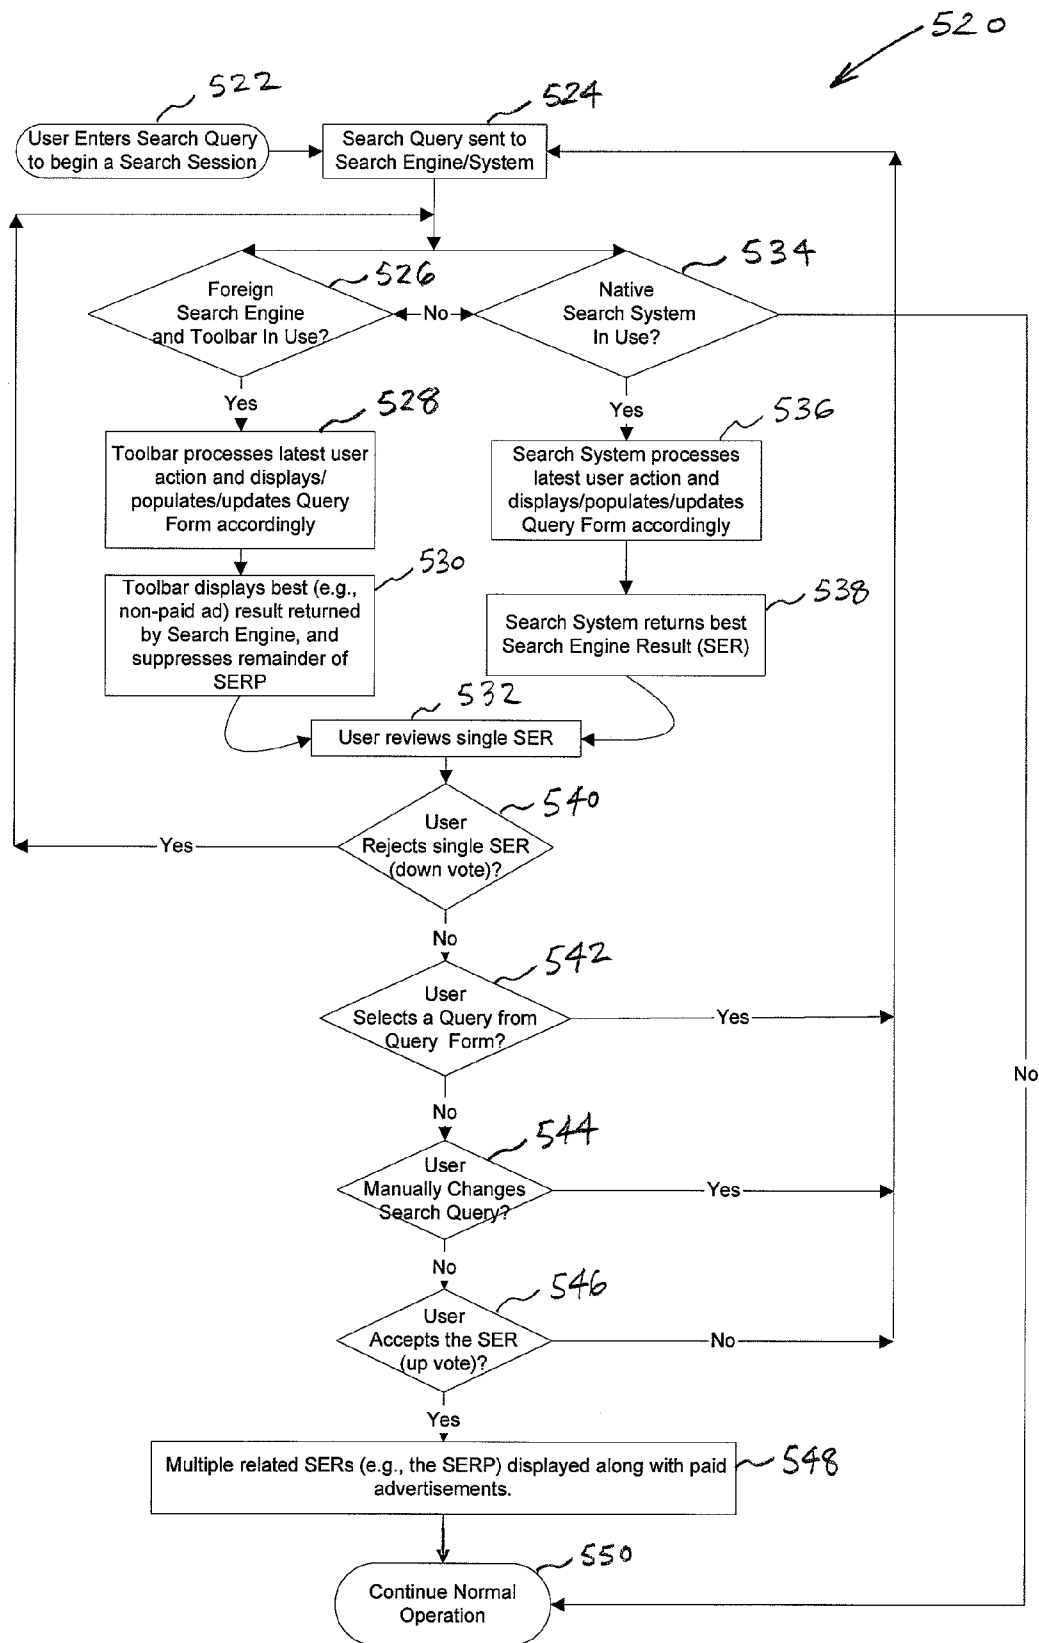 520
522
524
User Enters Search Query
to begin a Search Session
Search Query sent to
Search Engine/System
526
534
Foreign
Search Engine
and Toolbar In Use?
No
Native
Search System
In Use?
Yes
528
Yes
536
Toolbar processes latest user
action and displays/
populates/updates Query
Form accordingly
Search System processes
latest user action and
displays/populates/updates
Query Form accordingly
530
538
Toolbar displays best (e.g.,
non-paid ad) result returned
by Search Engine, and
suppresses remainder of
SERP
Search System returns best
Search Engine Result (SER)
532
User reviews single SER
540
User
Rejects single SER
(down vote)?
Yes
No
542
User
Selects a Query from
Query Form?
Yes
No
No
544
User
Manually Changes
Search Query?
Yes
No
546
User
Accepts the SER
(up vote)?
No
Yes
548
Multiple related SERs (e.g., the SERP) displayed along with paid
advertisements.
550
Continue Normal
Operation